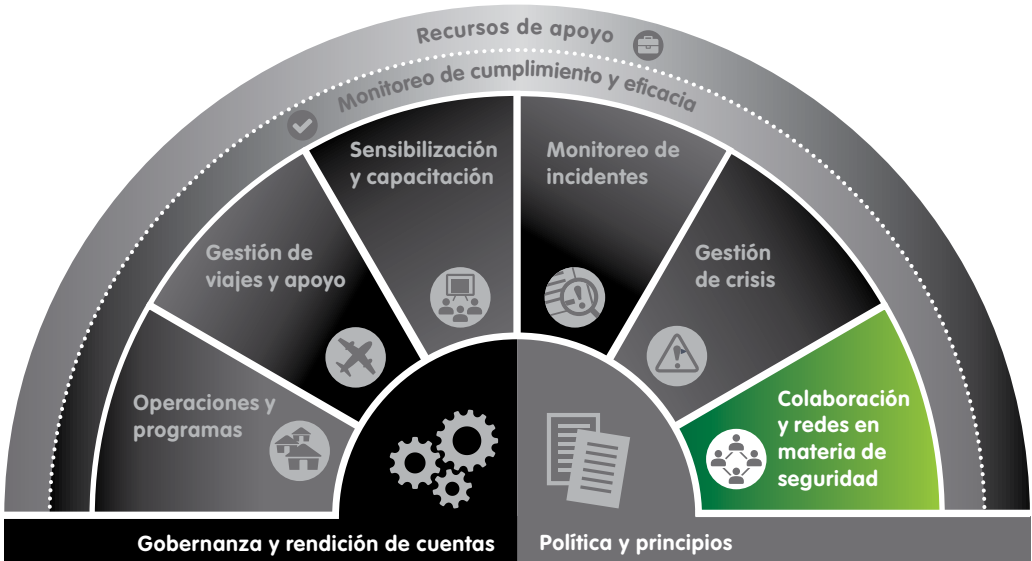 Recursos de apoyo
Monitoreo de cumplimiento y eficacia
Sensibilización
y capacitación
Monitoreo de
incidentes
Gestión de
viajes y apoyo
Gestión
de crisis
Operaciones y
programas
Colaboración
y redes en
materia de
seguridad
Gobernanza y rendición de cuentas
Política y principios